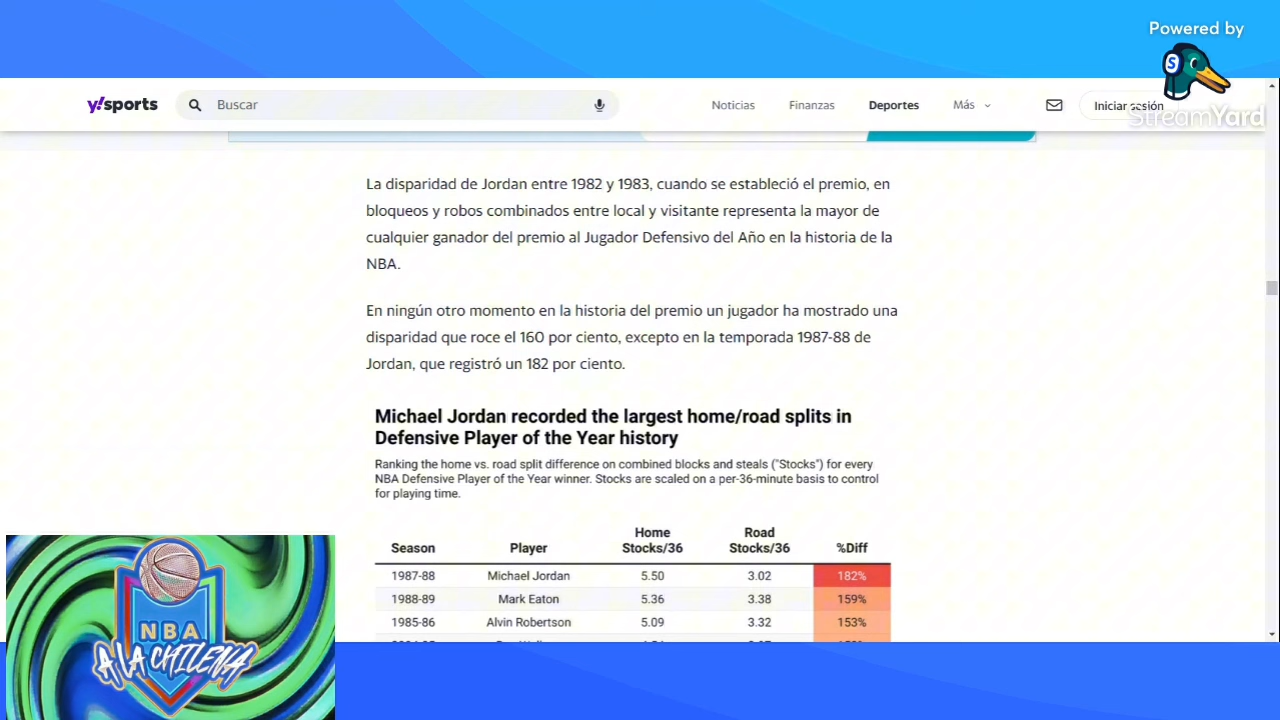 Powered by
StreamYard
y!sports
Buscar
Noticias
Finanzas
Deportes
Más
Iniciar sesión
La disparidad de Jordan entre 1982 y 1983, cuando se estableció el premio, en
bloqueos y robos combinados entre local y visitante representa la mayor de
cualquier ganador del premio al Jugador Defensivo del Año en la historia de la
NBA.
En ningún otro momento en la historia del premio un jugador ha mostrado una
disparidad que roce el 160 por ciento, excepto en la temporada 1987-88 de
Jordan, que registró un 182 por ciento.
Michael Jordan recorded the largest home/road splits in
Defensive Player of the Year history
Ranking the home vs. road split difference on combined blocks and steals ("Stocks") for every
NBA Defensive Player of the Year winner. Stocks are scaled on a per-36-minute basis to control
for playing time.
Season Player Home Stocks/36 Road Stocks/36 %Diff
1987-88 Michael Jordan 5.50 3.02 182%
1988-89 Mark Eaton 5.36 3.38 159%
1985-86 Alvin Robertson 5.09 3.32 153%
NBA
A LA CHILENA